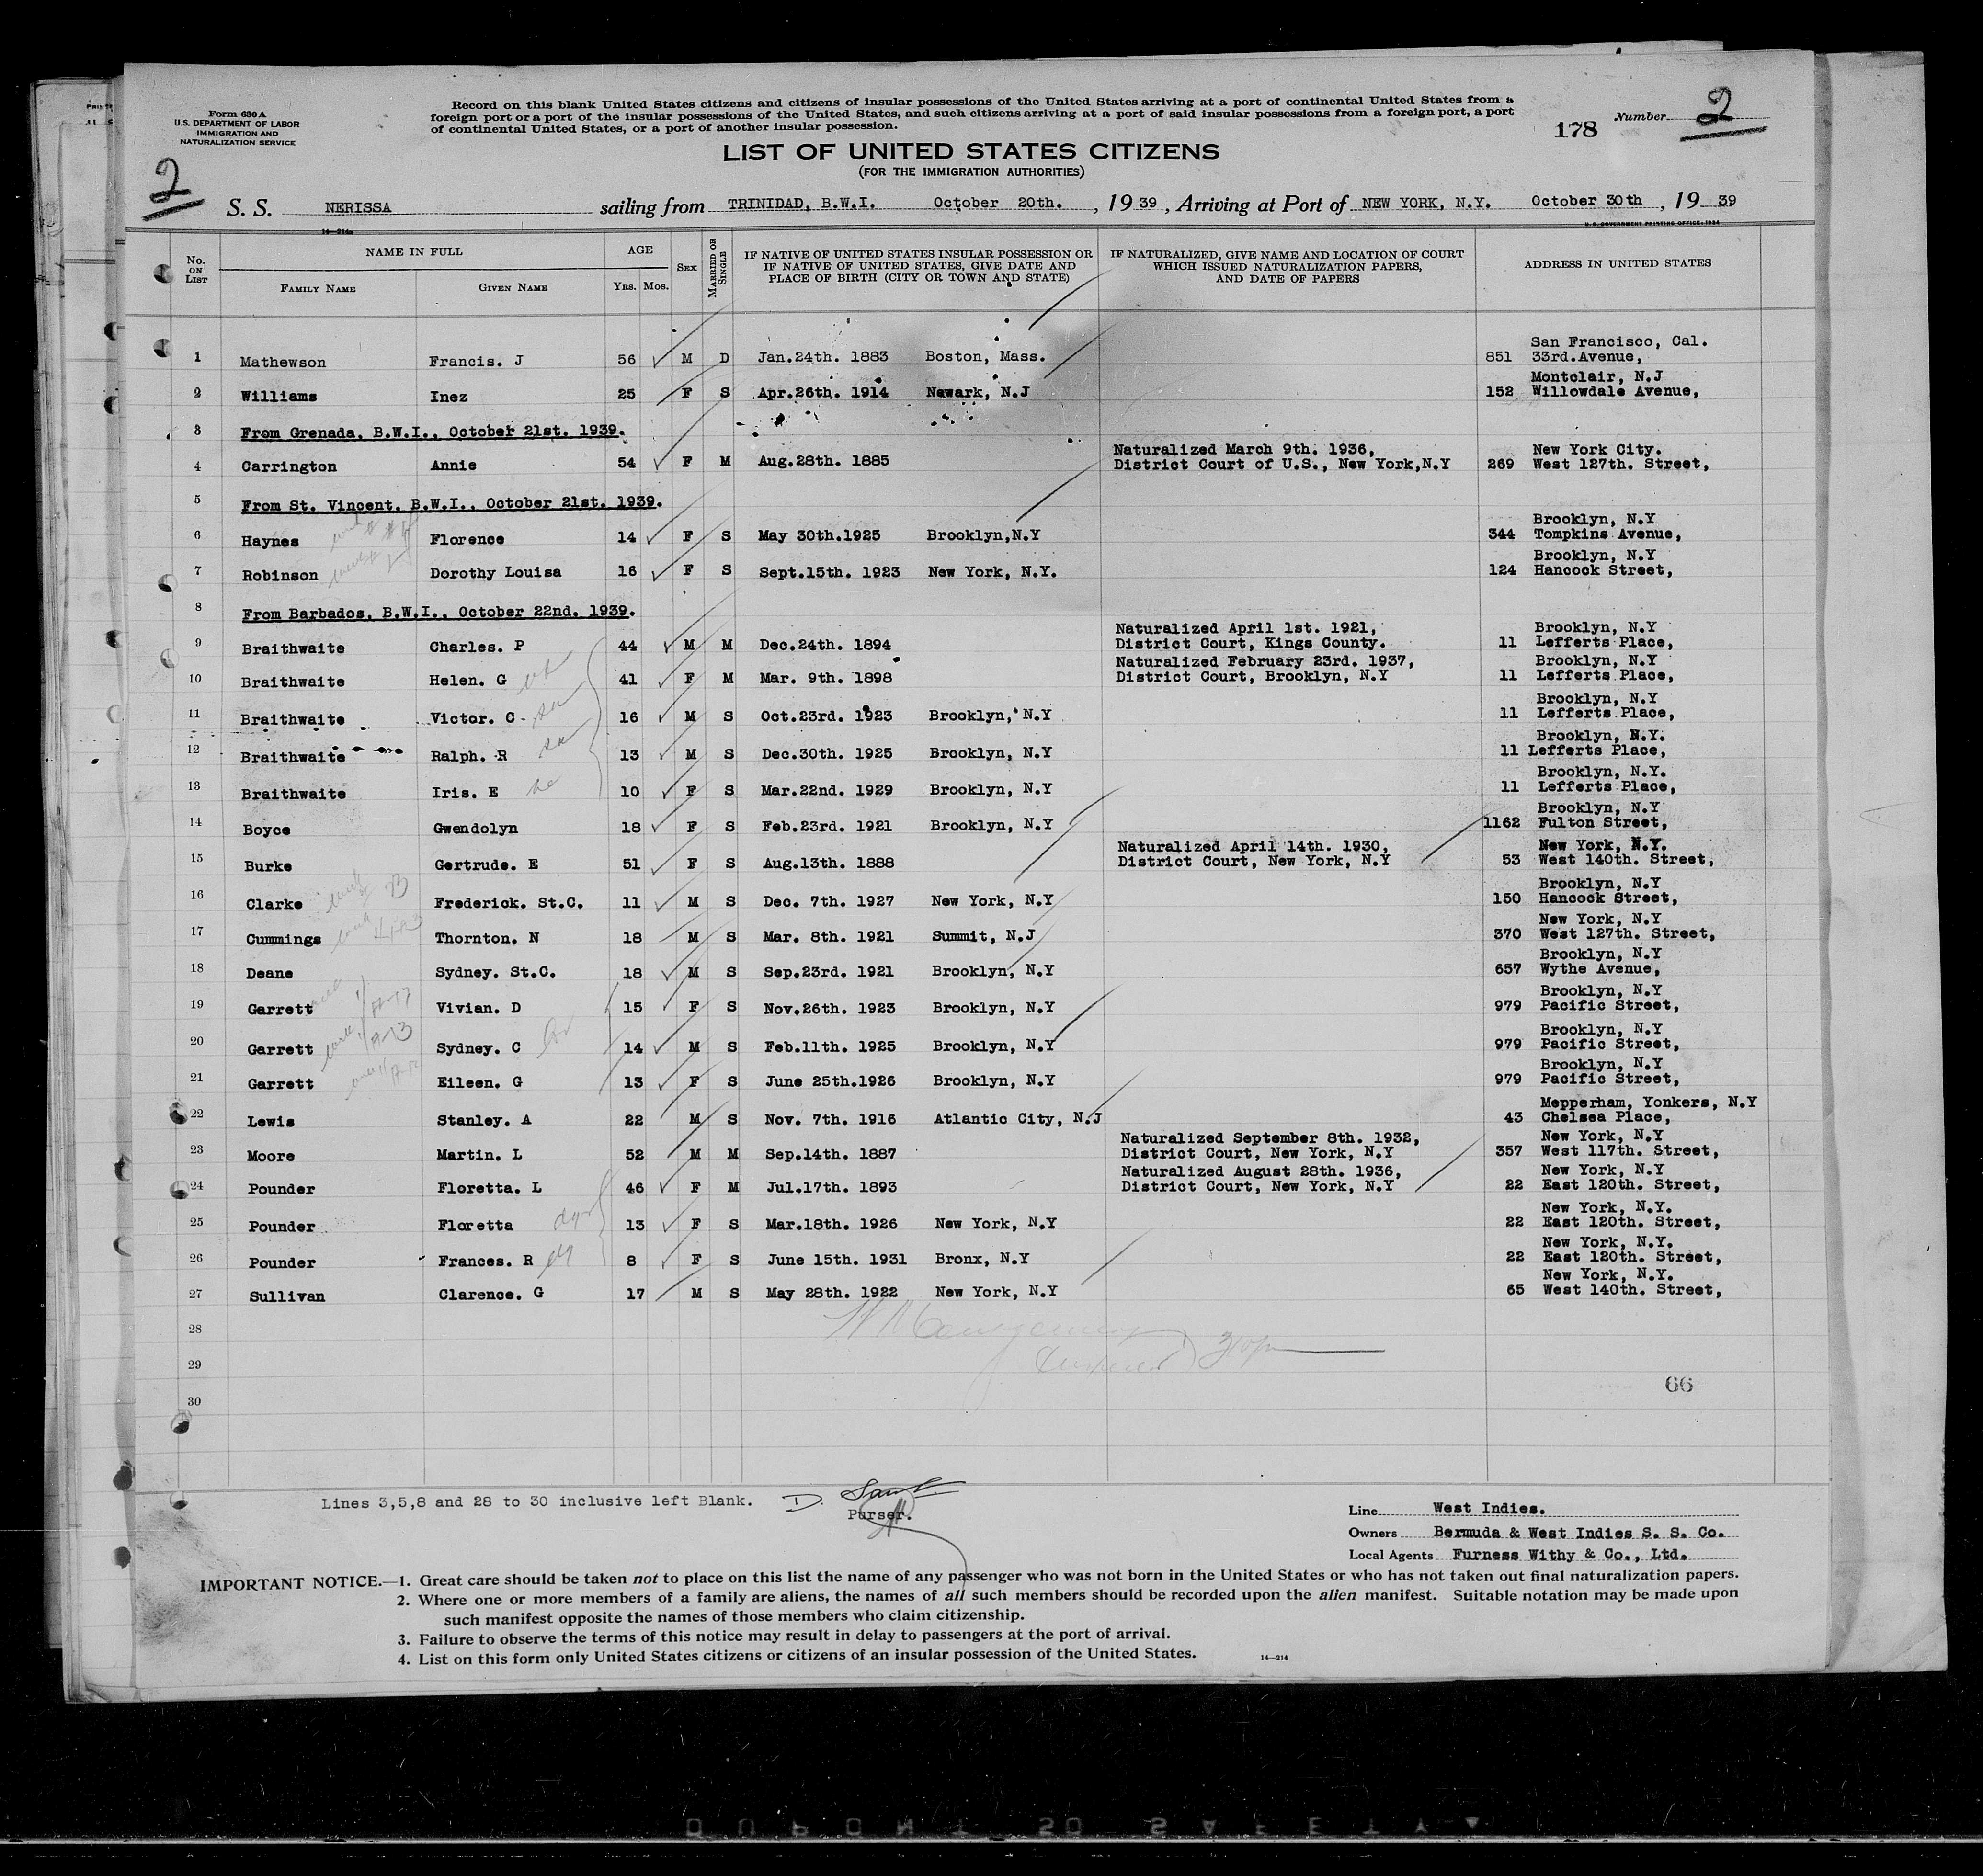 Form 630 A
U.S. DEPARTMENT OF LABOR
IMMIGRATION AND
NATURALIZATION SERVICE
Record on this blank United States citizens and citizens of insular possessions of the United States arriving at a port of continental United States from a
foreign port or a port of the insular possessions of the United States, and such citizens arriving at a port of said insular possessions from a foreign port, a port
of continental United States, or a port of another insular possession.
178 Number 2
2
LIST OF UNITED STATES CITIZENS
(FOR THE IMMIGRATION AUTHORITIES)
S. S. NERISSA sailing from TRINIDAD, B.W.I. October 20th. , 19 39 , Arriving at Port of NEW YORK, N.Y. October 30th , 19 39
14—214a U.S. GOVERNMENT PRINTING OFFICE: 1934
No. ON LIST NAME IN FULL FAMILY NAME GIVEN NAME AGE YRS. MOS. SEX MARRIED OR SINGLE
IF NATIVE OF UNITED STATES INSULAR POSSESSION OR
IF NATIVE OF UNITED STATES, GIVE DATE AND
PLACE OF BIRTH (CITY OR TOWN AND STATE)
IF NATURALIZED, GIVE NAME AND LOCATION OF COURT
WHICH ISSUED NATURALIZATION PAPERS,
AND DATE OF PAPERS
ADDRESS IN UNITED STATES
San Francisco, Cal.
1 Mathewson Francis. J 56 M D Jan.24th. 1883 Boston, Mass. 851 33rd.Avenue,
Montclair, N.J
2 Williams Inez 25 F S Apr.26th. 1914 Newark, N.J 152 Willowdale Avenue,
3 From Grenada, B.W.I., October 21st. 1939.
Naturalized March 9th. 1936, New York City.
4 Carrington Annie 54 F M Aug.28th. 1885 District Court of U.S., New York,N.Y 269 West 127th. Street,
5 From St. Vincent, B.W.I., October 21st. 1939.
Brooklyn, N.Y
6 Haynes Florence 14 F S May 30th.1925 Brooklyn,N.Y 344 Tompkins Avenue,
Brooklyn, N.Y
7 Robinson Dorothy Louisa 16 F S Sept.15th. 1923 New York, N.Y. 124 Hancock Street,
8 From Barbados, B.W.I., October 22nd. 1939.
Naturalized April 1st. 1921, Brooklyn, N.Y
9 Braithwaite Charles. P 44 M M Dec.24th. 1894 District Court, Kings County. 11 Lefferts Place,
Naturalized February 23rd. 1937, Brooklyn, N.Y
10 Braithwaite Helen. G 41 F M Mar. 9th. 1898 District Court, Brooklyn, N.Y 11 Lefferts Place,
Brooklyn, N.Y
11 Braithwaite Victor. C 16 M S Oct.23rd. 1923 Brooklyn, N.Y 11 Lefferts Place,
Brooklyn, N.Y.
12 Braithwaite Ralph. R 13 M S Dec.30th. 1925 Brooklyn, N.Y 11 Lefferts Place,
Brooklyn, N.Y.
13 Braithwaite Iris. E 10 F S Mar.22nd. 1929 Brooklyn, N.Y 11 Lefferts Place,
Brooklyn, N.Y
14 Boyce Gwendolyn 18 F S Feb.23rd. 1921 Brooklyn, N.Y 1162 Fulton Street,
Naturalized April 14th. 1930, New York, N.Y.
15 Burke Gertrude. E 51 F S Aug.13th. 1888 District Court, New York, N.Y 53 West 140th. Street,
Brooklyn, N.Y
16 Clarke Frederick. St.C. 11 M S Dec. 7th. 1927 New York, N.Y 150 Hancock Street,
New York, N.Y
17 Cummings Thornton. N 18 M S Mar. 8th. 1921 Summit, N.J 370 West 127th. Street,
Brooklyn, N.Y
18 Deane Sydney. St.C. 18 M S Sep.23rd. 1921 Brooklyn, N.Y 657 Wythe Avenue,
Brooklyn, N.Y
19 Garrett Vivian. D 15 F S Nov.26th. 1923 Brooklyn, N.Y 979 Pacific Street,
Brooklyn, N.Y
20 Garrett Sydney. C 14 M S Feb.11th. 1925 Brooklyn, N.Y 979 Pacific Street,
Brooklyn, N.Y
21 Garrett Eileen. G 13 F S June 25th.1926 Brooklyn, N.Y 979 Pacific Street,
Mepperham, Yonkers, N.Y
22 Lewis Stanley. A 22 M S Nov. 7th. 1916 Atlantic City, N.J 43 Chelsea Place,
Naturalized September 8th. 1932, New York, N.Y
23 Moore Martin. L 52 M M Sep.14th. 1887 District Court, New York, N.Y 357 West 117th. Street,
Naturalized August 28th. 1936, New York, N.Y
24 Pounder Floretta. L 46 F M Jul.17th. 1893 District Court, New York, N.Y 22 East 120th. Street,
New York, N.Y.
25 Pounder Floretta 13 F S Mar.18th. 1926 New York, N.Y 22 East 120th. Street,
New York, N.Y.
26 Pounder Frances. R 8 F S June 15th. 1931 Bronx, N.Y 22 East 120th. Street,
New York, N.Y.
27 Sullivan Clarence. G 17 M S May 28th. 1922 New York, N.Y 65 West 140th. Street,
28
29
66
30
Lines 3,5,8 and 28 to 30 inclusive left Blank.
Purser.
Line West Indies.
Owners Bermuda & West Indies S. S. Co.
Local Agents Furness Withy & Co., Ltd.
IMPORTANT NOTICE.—1. Great care should be taken not to place on this list the name of any passenger who was not born in the United States or who has not taken out final naturalization papers.
2. Where one or more members of a family are aliens, the names of all such members should be recorded upon the alien manifest. Suitable notation may be made upon
such manifest opposite the names of those members who claim citizenship.
3. Failure to observe the terms of this notice may result in delay to passengers at the port of arrival.
4. List on this form only United States citizens or citizens of an insular possession of the United States.
14—214
DUPONT 50 SAFETY